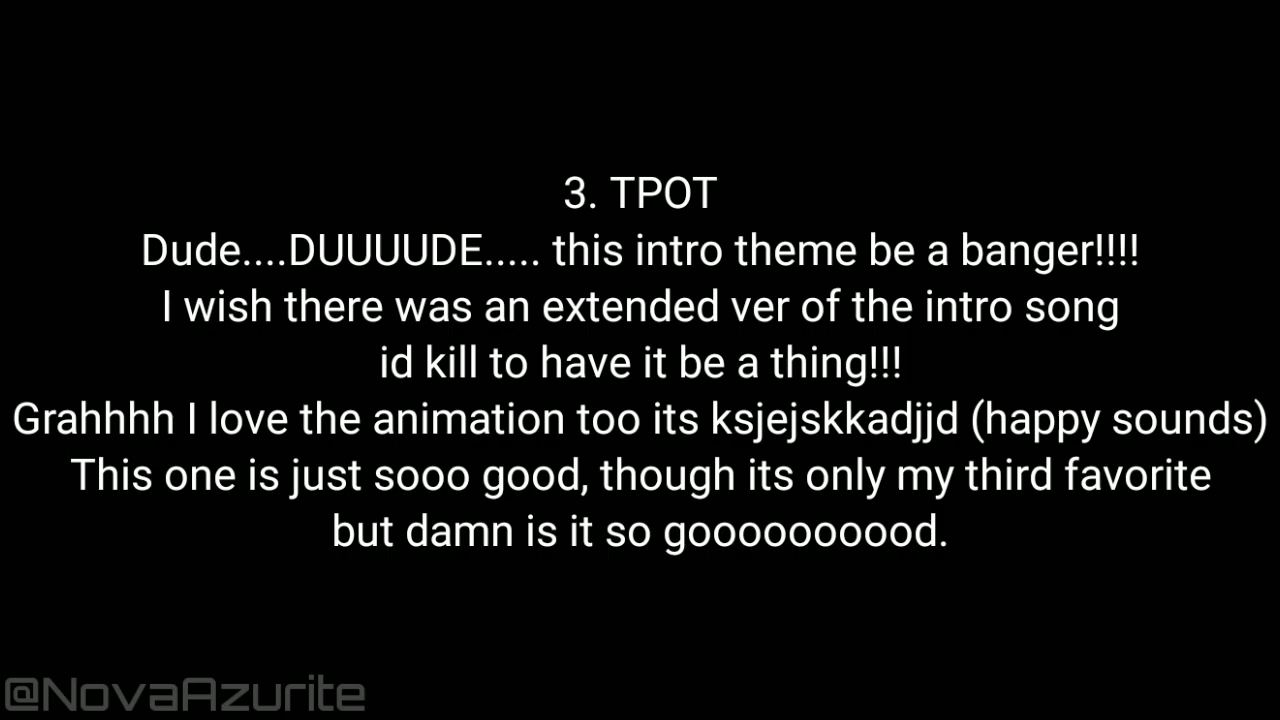 3. TPOT
Dude....DUUUUDE..... this intro theme be a banger!!!!
I wish there was an extended ver of the intro song
id kill to have it be a thing!!!
Grahhhh I love the animation too its ksjejskkadjjd (happy sounds)
This one is just sooo good, though its only my third favorite
but damn is it so goooooooood.
@NovaAzurite